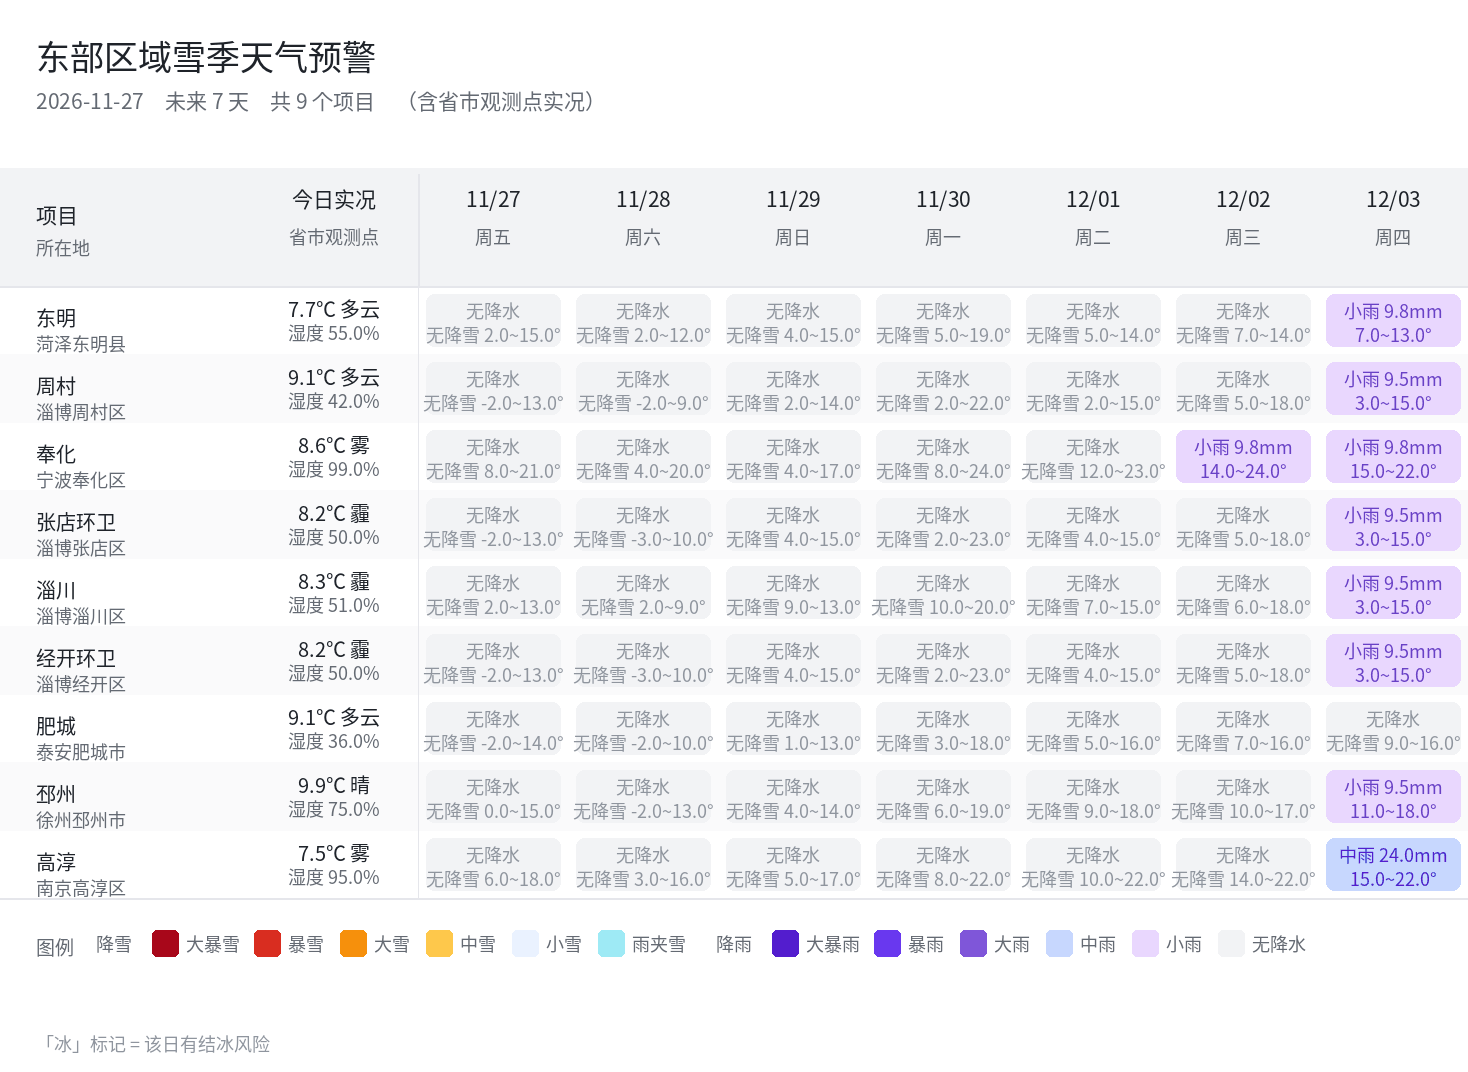 东部区域雪季天气预警
2026-11-27 未来 7 天 共 9 个项目 （含省市观测点实况）
项目 今日实况 11/27 11/28 11/29 11/30 12/01 12/02 12/03
所在地 省市观测点 周五 周六 周日 周一 周二 周三 周四
东明 7.7°C 多云 无降水 无降水 无降水 无降水 无降水 无降水 小雨 9.8mm
菏泽东明县 湿度 55.0% 无降雪 2.0~15.0° 无降雪 2.0~12.0° 无降雪 4.0~15.0° 无降雪 5.0~19.0° 无降雪 5.0~14.0° 无降雪 7.0~14.0° 7.0~13.0°
周村 9.1°C 多云 无降水 无降水 无降水 无降水 无降水 无降水 小雨 9.5mm
淄博周村区 湿度 42.0% 无降雪 -2.0~13.0° 无降雪 -2.0~9.0° 无降雪 2.0~14.0° 无降雪 2.0~22.0° 无降雪 2.0~15.0° 无降雪 5.0~18.0° 3.0~15.0°
奉化 8.6°C 雾 无降水 无降水 无降水 无降水 无降水 小雨 9.8mm 小雨 9.8mm
宁波奉化区 湿度 99.0% 无降雪 8.0~21.0° 无降雪 4.0~20.0° 无降雪 4.0~17.0° 无降雪 8.0~24.0° 无降雪 12.0~23.0° 14.0~24.0° 15.0~22.0°
张店环卫 8.2°C 霾 无降水 无降水 无降水 无降水 无降水 无降水 小雨 9.5mm
淄博张店区 湿度 50.0% 无降雪 -2.0~13.0° 无降雪 -3.0~10.0° 无降雪 4.0~15.0° 无降雪 2.0~23.0° 无降雪 4.0~15.0° 无降雪 5.0~18.0° 3.0~15.0°
淄川 8.3°C 霾 无降水 无降水 无降水 无降水 无降水 无降水 小雨 9.5mm
淄博淄川区 湿度 51.0% 无降雪 2.0~13.0° 无降雪 2.0~9.0° 无降雪 9.0~13.0° 无降雪 10.0~20.0° 无降雪 7.0~15.0° 无降雪 6.0~18.0° 3.0~15.0°
经开环卫 8.2°C 霾 无降水 无降水 无降水 无降水 无降水 无降水 小雨 9.5mm
淄博经开区 湿度 50.0% 无降雪 -2.0~13.0° 无降雪 -3.0~10.0° 无降雪 4.0~15.0° 无降雪 2.0~23.0° 无降雪 4.0~15.0° 无降雪 5.0~18.0° 3.0~15.0°
肥城 9.1°C 多云 无降水 无降水 无降水 无降水 无降水 无降水 无降水
泰安肥城市 湿度 36.0% 无降雪 -2.0~14.0° 无降雪 -2.0~10.0° 无降雪 1.0~13.0° 无降雪 3.0~18.0° 无降雪 5.0~16.0° 无降雪 7.0~16.0° 无降雪 9.0~16.0°
邳州 9.9°C 晴 无降水 无降水 无降水 无降水 无降水 无降水 小雨 9.5mm
徐州邳州市 湿度 75.0% 无降雪 0.0~15.0° 无降雪 -2.0~13.0° 无降雪 4.0~14.0° 无降雪 6.0~19.0° 无降雪 9.0~18.0° 无降雪 10.0~17.0° 11.0~18.0°
高淳 7.5°C 雾 无降水 无降水 无降水 无降水 无降水 无降水 中雨 24.0mm
南京高淳区 湿度 95.0% 无降雪 6.0~18.0° 无降雪 3.0~16.0° 无降雪 5.0~17.0° 无降雪 8.0~22.0° 无降雪 10.0~22.0° 无降雪 14.0~22.0° 15.0~22.0°
图例 降雪 大暴雪 暴雪 大雪 中雪 小雪 雨夹雪 降雨 大暴雨 暴雨 大雨 中雨 小雨 无降水
「冰」标记 = 该日有结冰风险